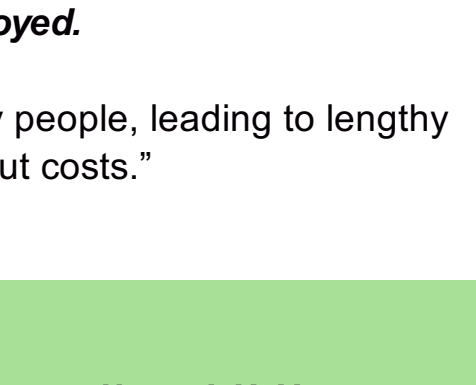 oyed.
people, leading to lengthy
ut costs.”